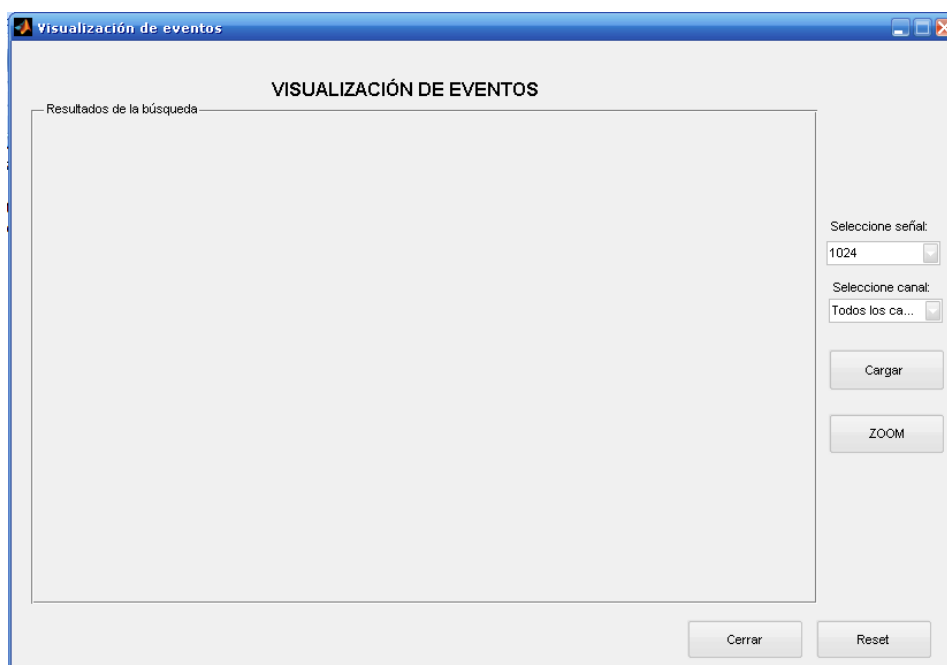 Visualización de eventos
VISUALIZACIÓN DE EVENTOS
Resultados de la búsqueda
Seleccione señal:
1024
Seleccione canal:
Todos los ca...
Cargar
ZOOM
Cerrar
Reset